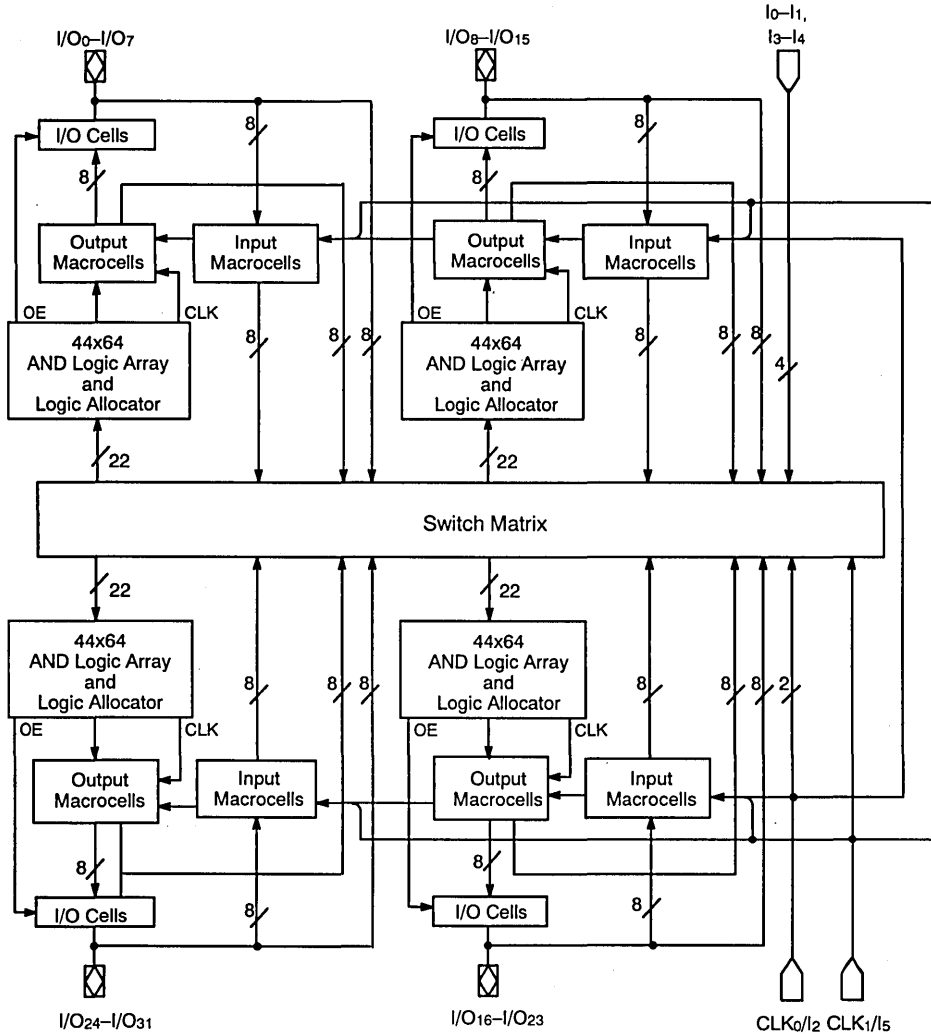 I/O0–I/O7
I/O8–I/O15
I0–I1,
I3–I4
8
8
I/O Cells
I/O Cells
8
8
Output
Macrocells
Input
Macrocells
Output
Macrocells
Input
Macrocells
OE
CLK
OE
CLK
44x64
AND Logic Array
and
Logic Allocator
8
8
8
44x64
AND Logic Array
and
Logic Allocator
8
8
8
4
22
22
Switch Matrix
22
22
44x64
AND Logic Array
and
Logic Allocator
8
8
8
44x64
AND Logic Array
and
Logic Allocator
8
8
8
2
OE
CLK
OE
CLK
Output
Macrocells
Input
Macrocells
Output
Macrocells
Input
Macrocells
8
8
I/O Cells
8
I/O Cells
8
I/O24–I/O31
I/O16–I/O23
CLK0/I2
CLK1/I5